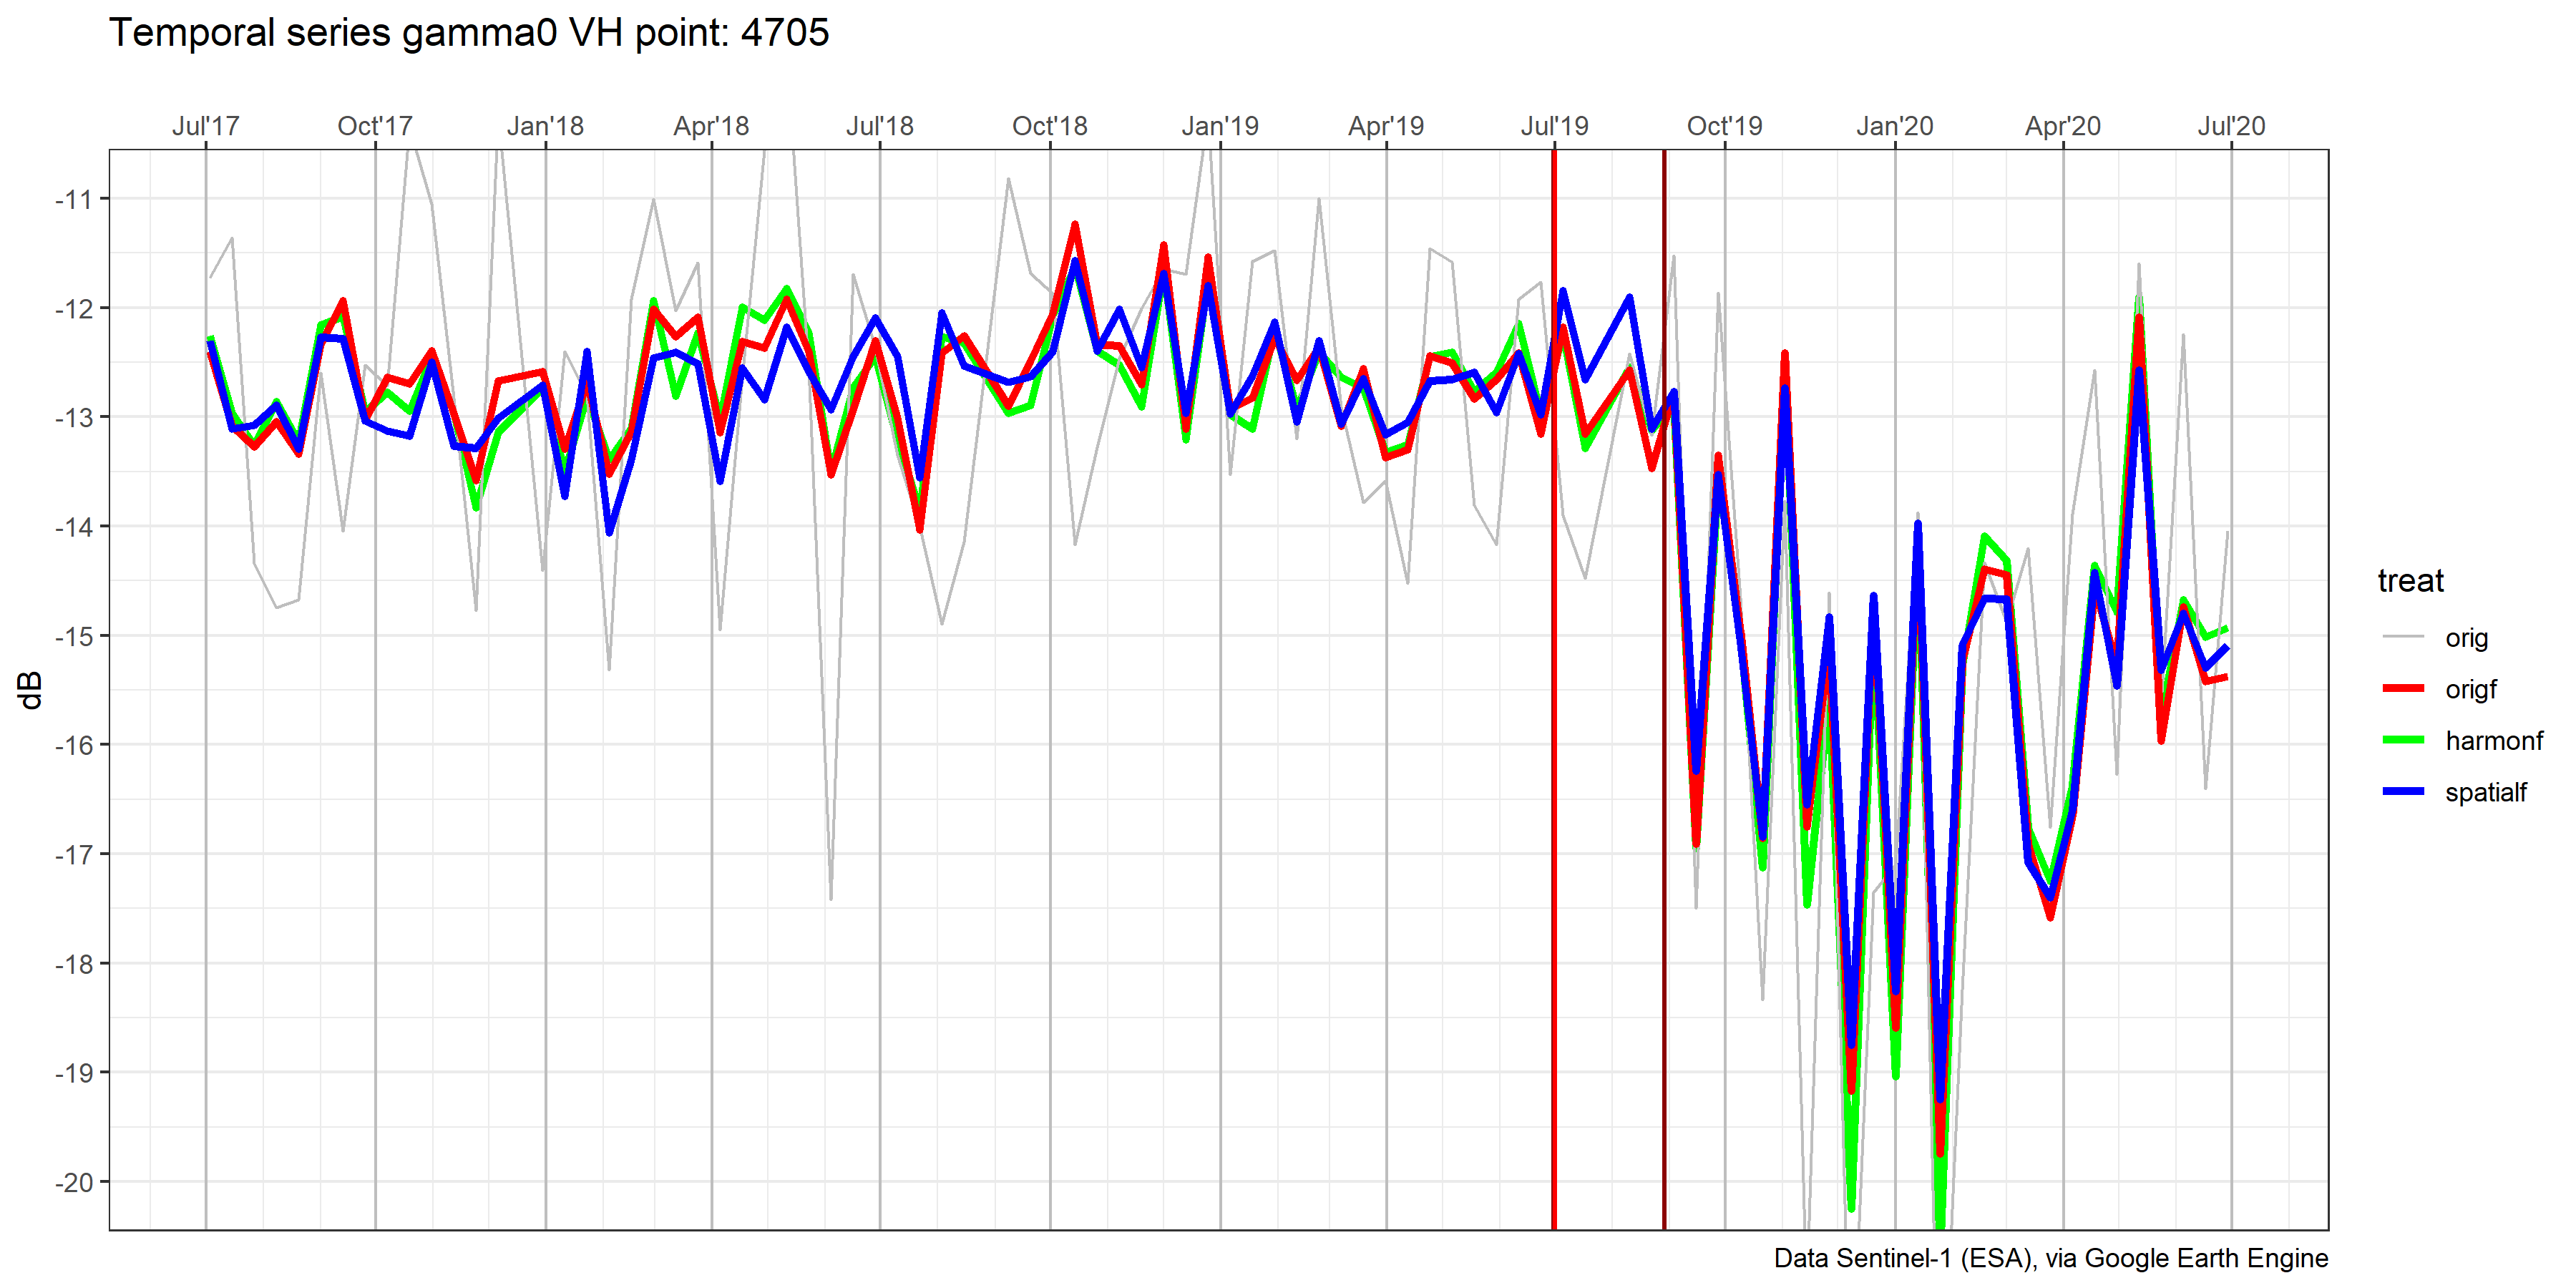 Temporal series gamma0 VH point: 4705
Jul'17 Oct'17 Jan'18 Apr'18 Jul'18 Oct'18 Jan'19 Apr'19 Jul'19 Oct'19 Jan'20 Apr'20 Jul'20
-11
-12
-13
-14
-15
-16
-17
-18
-19
-20
dB
treat
orig
origf
harmonf
spatialf
Data Sentinel-1 (ESA), via Google Earth Engine